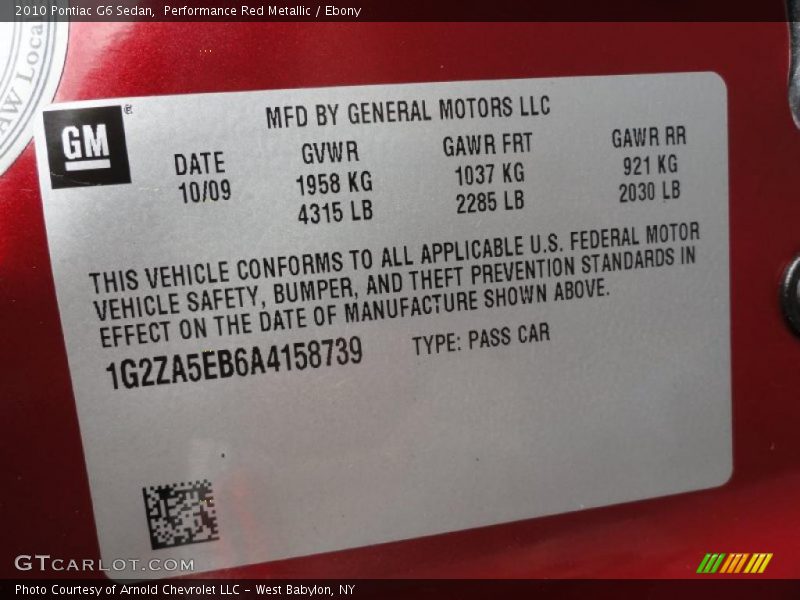 2010 Pontiac G6 Sedan,  Performance Red Metallic / Ebony
AW Loca
GM ®
MFD BY GENERAL MOTORS LLC
DATE GVWR GAWR FRT GAWR RR
10/09 1958 KG 1037 KG 921 KG
4315 LB 2285 LB 2030 LB
THIS VEHICLE CONFORMS TO ALL APPLICABLE U.S. FEDERAL MOTOR
VEHICLE SAFETY, BUMPER, AND THEFT PREVENTION STANDARDS IN
EFFECT ON THE DATE OF MANUFACTURE SHOWN ABOVE.
1G2ZA5EB6A4158739 TYPE: PASS CAR
GTCARLOT.COM
Photo Courtesy of Arnold Chevrolet LLC - West Babylon, NY